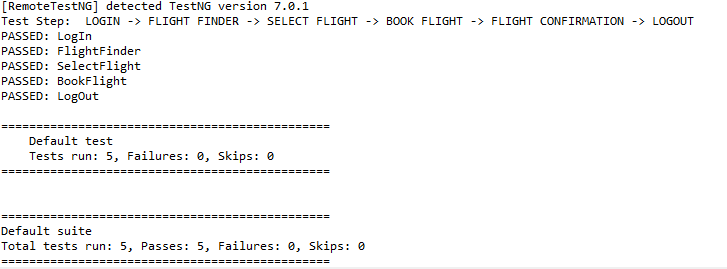 [RemoteTestNG] detected TestNG version 7.0.1
Test Step:  LOGIN -> FLIGHT FINDER -> SELECT FLIGHT -> BOOK FLIGHT -> FLIGHT CONFIRMATION -> LOGOUT
PASSED: LogIn
PASSED: FlightFinder
PASSED: SelectFlight
PASSED: BookFlight
PASSED: LogOut
===============================================
    Default test
    Tests run: 5, Failures: 0, Skips: 0
===============================================
===============================================
Default suite
Total tests run: 5, Passes: 5, Failures: 0, Skips: 0
===============================================